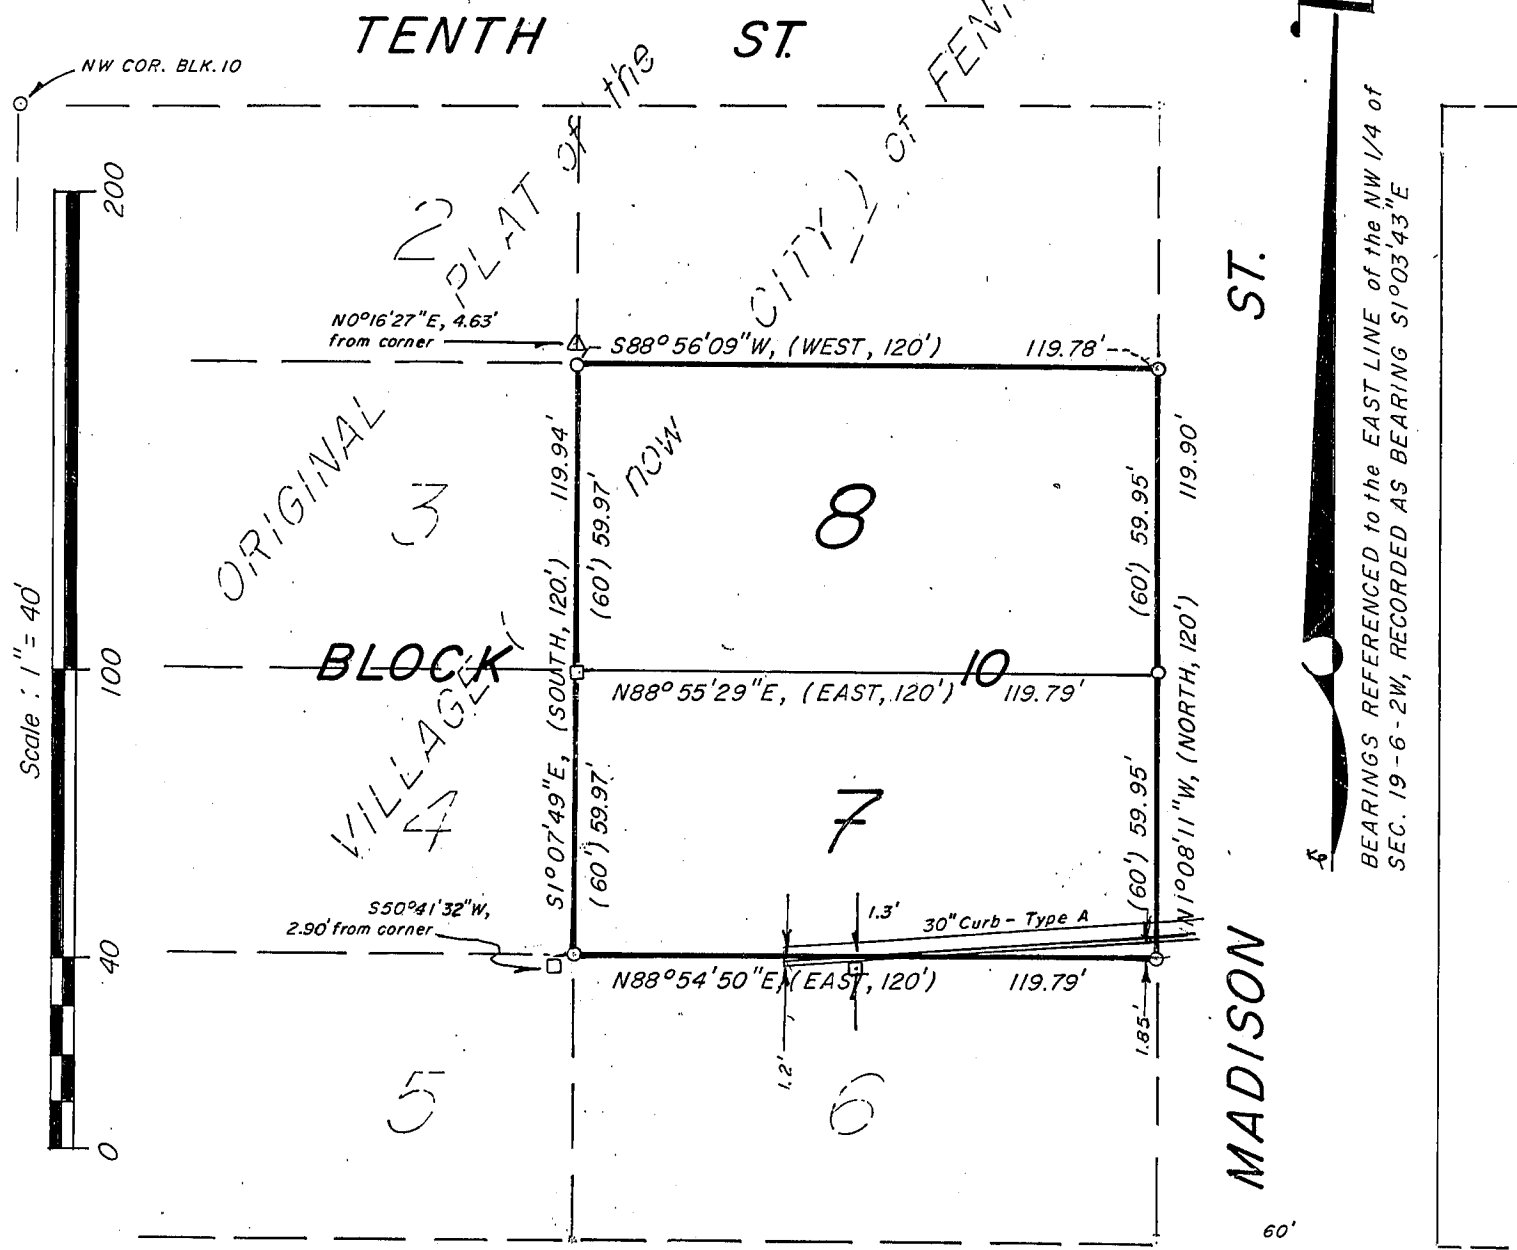 TENTH ST.
NW COR. BLK. 10
ORIGINAL PLAT of the
VILLAGE, now CITY, of FEN
2
3
4
5
6
7
8
BLOCK 10
N0°16'27"E, 4.63'
from corner
S88°56'09"W, (WEST, 120')
119.78'
119.94'
S1°07'49"E, (SOUTH, 120')
(60') 59.97'
(60') 59.97'
119.90'
N1°08'11"W, (NORTH, 120')
(60') 59.95'
(60') 59.95'
N88°55'29"E, (EAST, 120')
119.79'
S50°41'32"W,
2.90' from corner
1.3'
30" Curb - Type A
N88°54'50"E, (EAST, 120')
119.79'
1.2'
1.85'
MADISON ST.
60'
Scale : 1" = 40'
200
100
40
0
BEARINGS REFERENCED to the EAST LINE of the NW 1/4 of
SEC. 19-6-2W, RECORDED AS BEARING S1°03'43"E